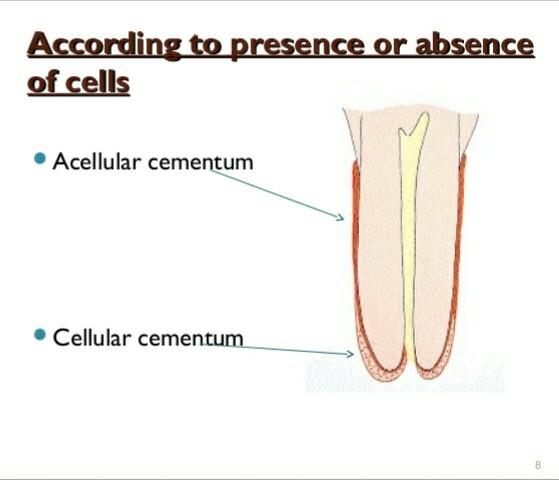 According to presence or absence
of cells
• Acellular cementum
• Cellular cementum
8